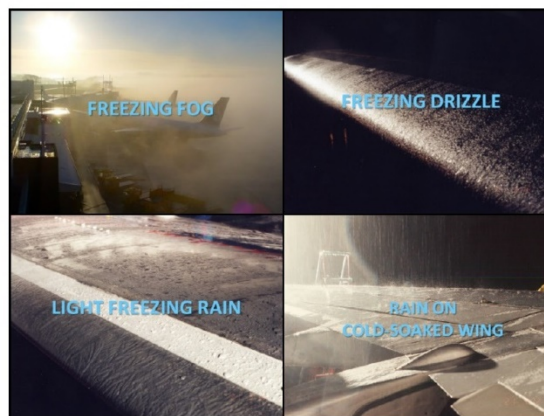 FREEZING FOG
FREEZING DRIZZLE
LIGHT FREEZING RAIN
RAIN ON
COLD-SOAKED WING